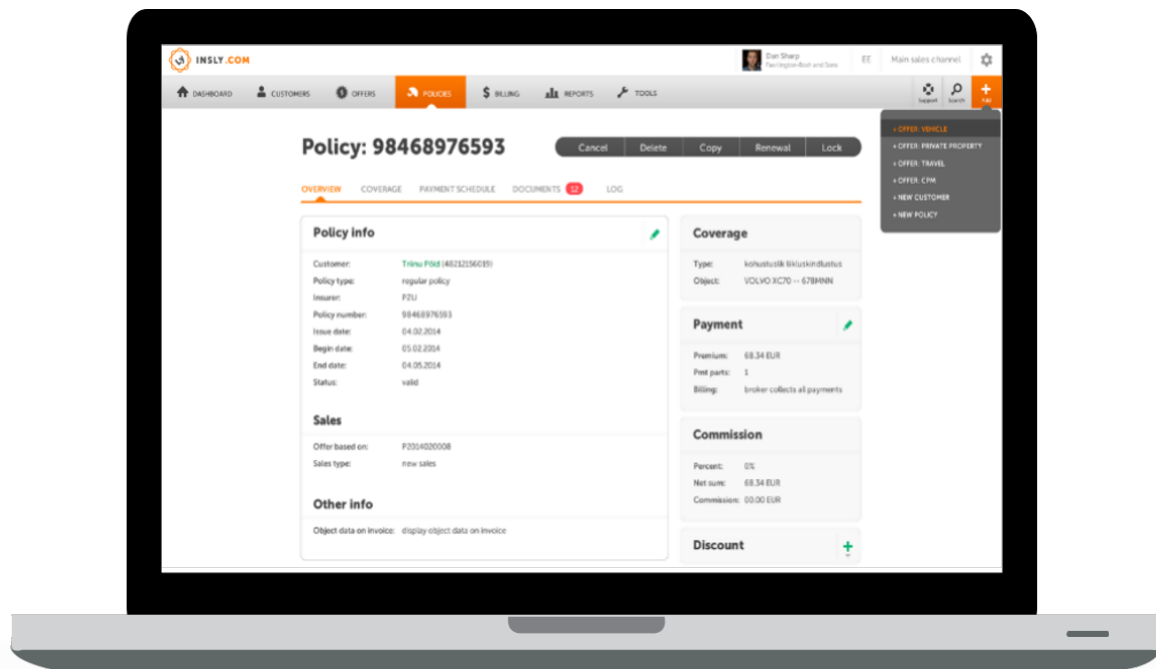 INSLY.COM
Dan Sharp
EE
Main sales channel
DASHBOARD
CUSTOMERS
OFFERS
POLICIES
$ BILLING
REPORTS
TOOLS
Support
Search
Add
+ OFFER: VEHICLE
+ OFFER: PRIVATE PROPERTY
+ OFFER: TRAVEL
+ OFFER: CPM
+ NEW CUSTOMER
+ NEW POLICY
Policy: 98468976593
Cancel
Delete
Copy
Renewal
Lock
OVERVIEW
COVERAGE
PAYMENT SCHEDULE
DOCUMENTS 12
LOG
Policy info
Customer: Triinu Põld (48212156019)
Policy type: regular policy
Insurer: PZU
Policy number: 98468976593
Issue date: 04.02.2014
Begin date: 05.02.2014
End date: 04.05.2014
Status: valid
Sales
Offer based on: P2014020008
Sales type: new sales
Other info
Object data on invoice: display object data on invoice
Coverage
Type: kohustuslik liikluskindlustus
Object: VOLVO XC70 -- 678MNN
Payment
Premium: 68.34 EUR
Pmt parts: 1
Billing: broker collects all payments
Commission
Percent: 0%
Net sum: 68.34 EUR
Commission: 00.00 EUR
Discount